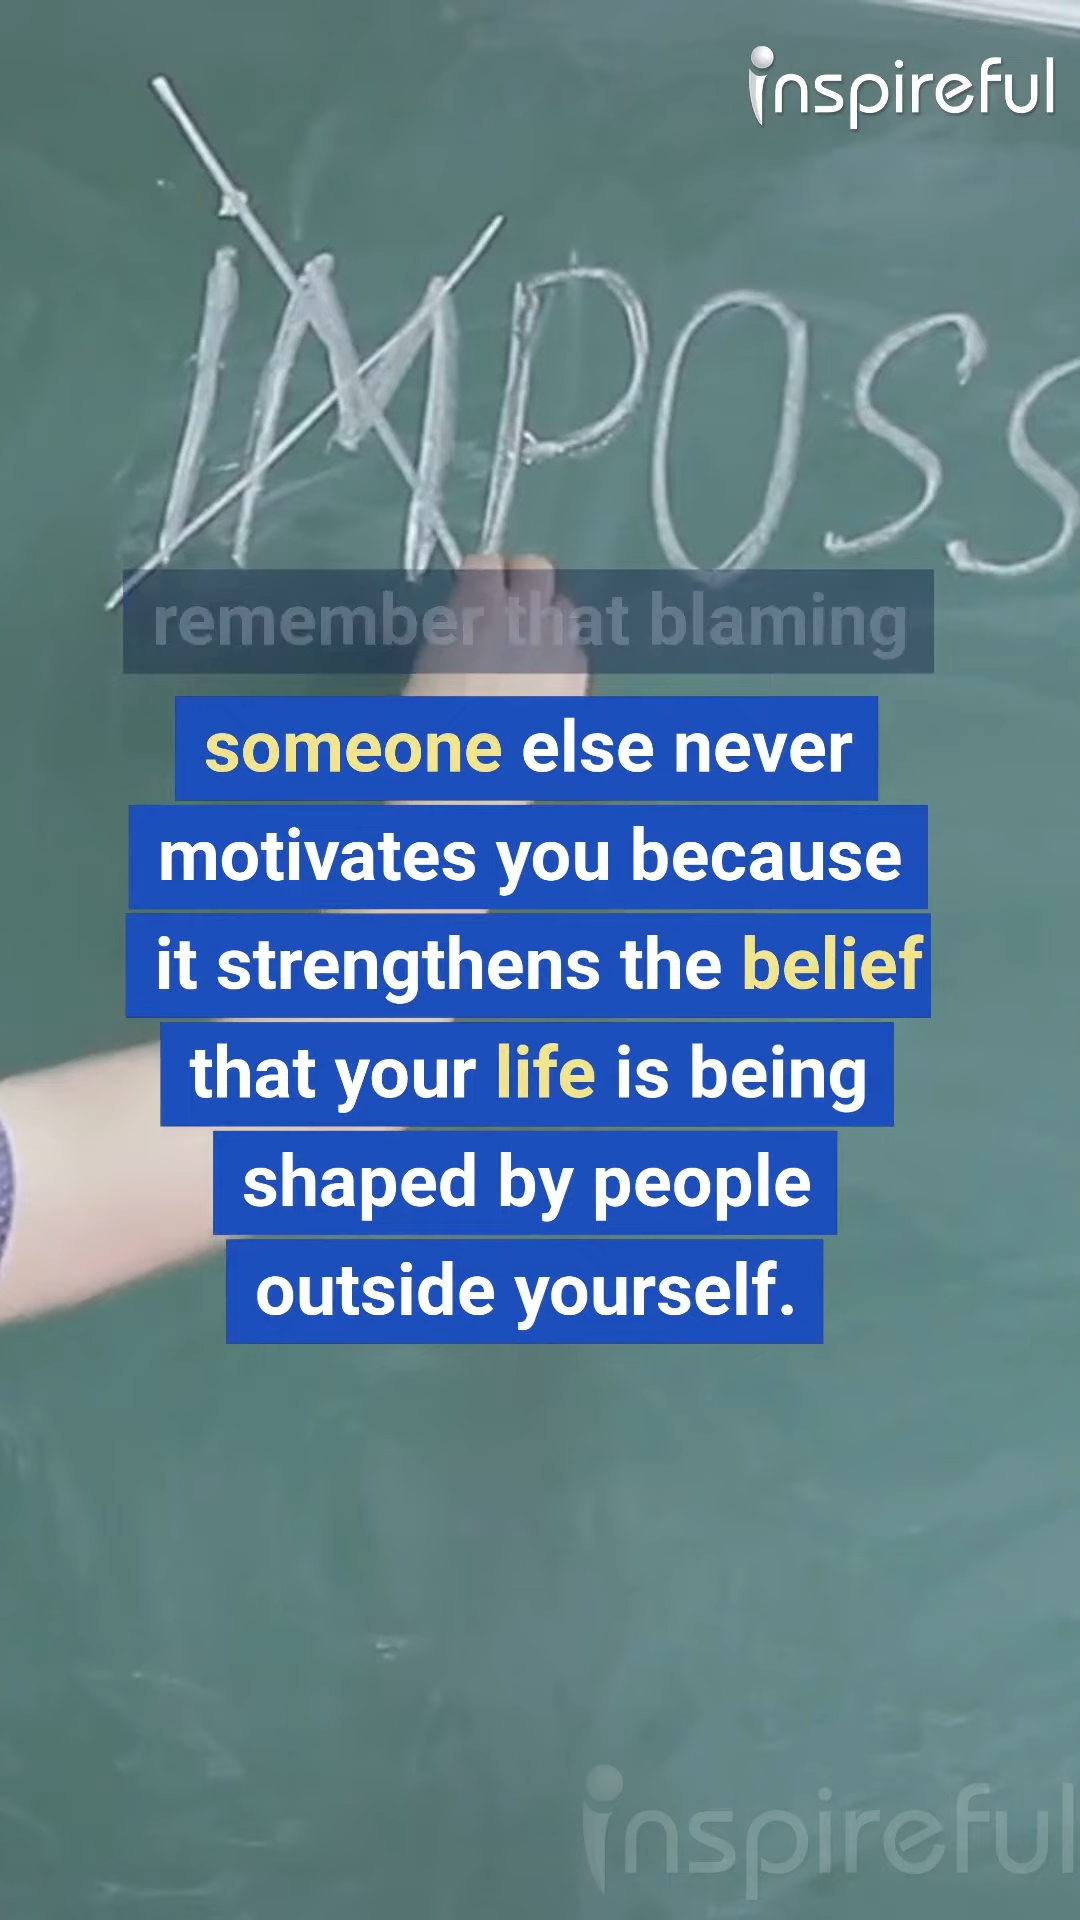 inspireful
IMPOSS
remember that blaming
someone else never
motivates you because
it strengthens the belief
that your life is being
shaped by people
outside yourself.
inspireful